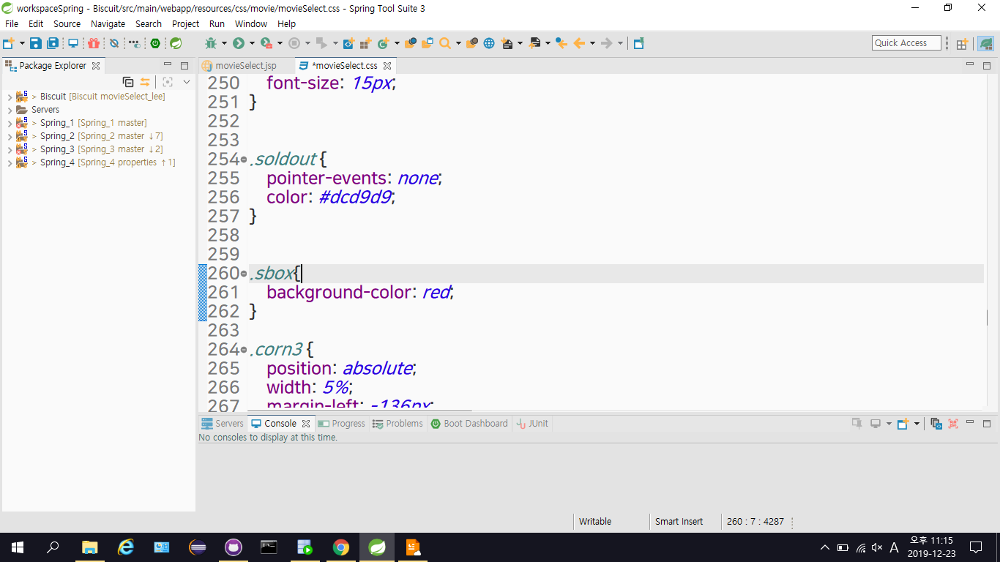 workspaceSpring - Biscuit/src/main/webapp/resources/css/movie/movieSelect.css - Spring Tool Suite 3
File Edit Source Navigate Search Project Run Window Help
Quick Access
Package Explorer
movieSelect.jsp
*movieSelect.css
> Biscuit [Biscuit movieSelect_lee]
Servers
> Spring_1 [Spring_1 master]
> Spring_2 [Spring_2 master ↓7]
> Spring_3 [Spring_3 master ↓2]
> Spring_4 [Spring_4 properties ↑1]
250 font-size: 15px;
251 }
252
253
254 .soldout {
255 pointer-events: none;
256 color: #dcd9d9;
257 }
258
259
260 .sbox{
261 background-color: red;
262 }
263
264 .corn3 {
265 position: absolute;
266 width: 5%;
267 margin-left: -136px;
Servers Console Progress Problems Boot Dashboard JUnit
No consoles to display at this time.
Writable Smart Insert 260 : 7 : 4287
A 오후 11:15
2019-12-23